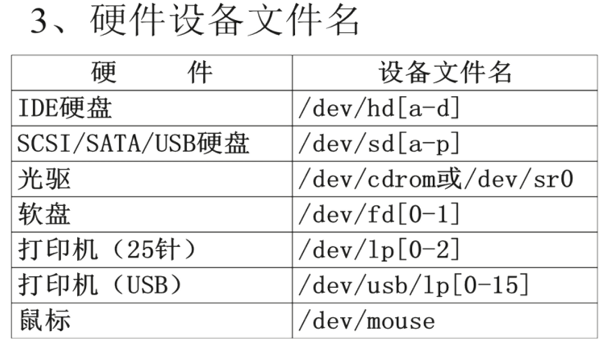 3、硬件设备文件名
硬 件 设备文件名
IDE硬盘 /dev/hd[a-d]
SCSI/SATA/USB硬盘 /dev/sd[a-p]
光驱 /dev/cdrom或/dev/sr0
软盘 /dev/fd[0-1]
打印机（25针） /dev/lp[0-2]
打印机（USB） /dev/usb/lp[0-15]
鼠标 /dev/mouse